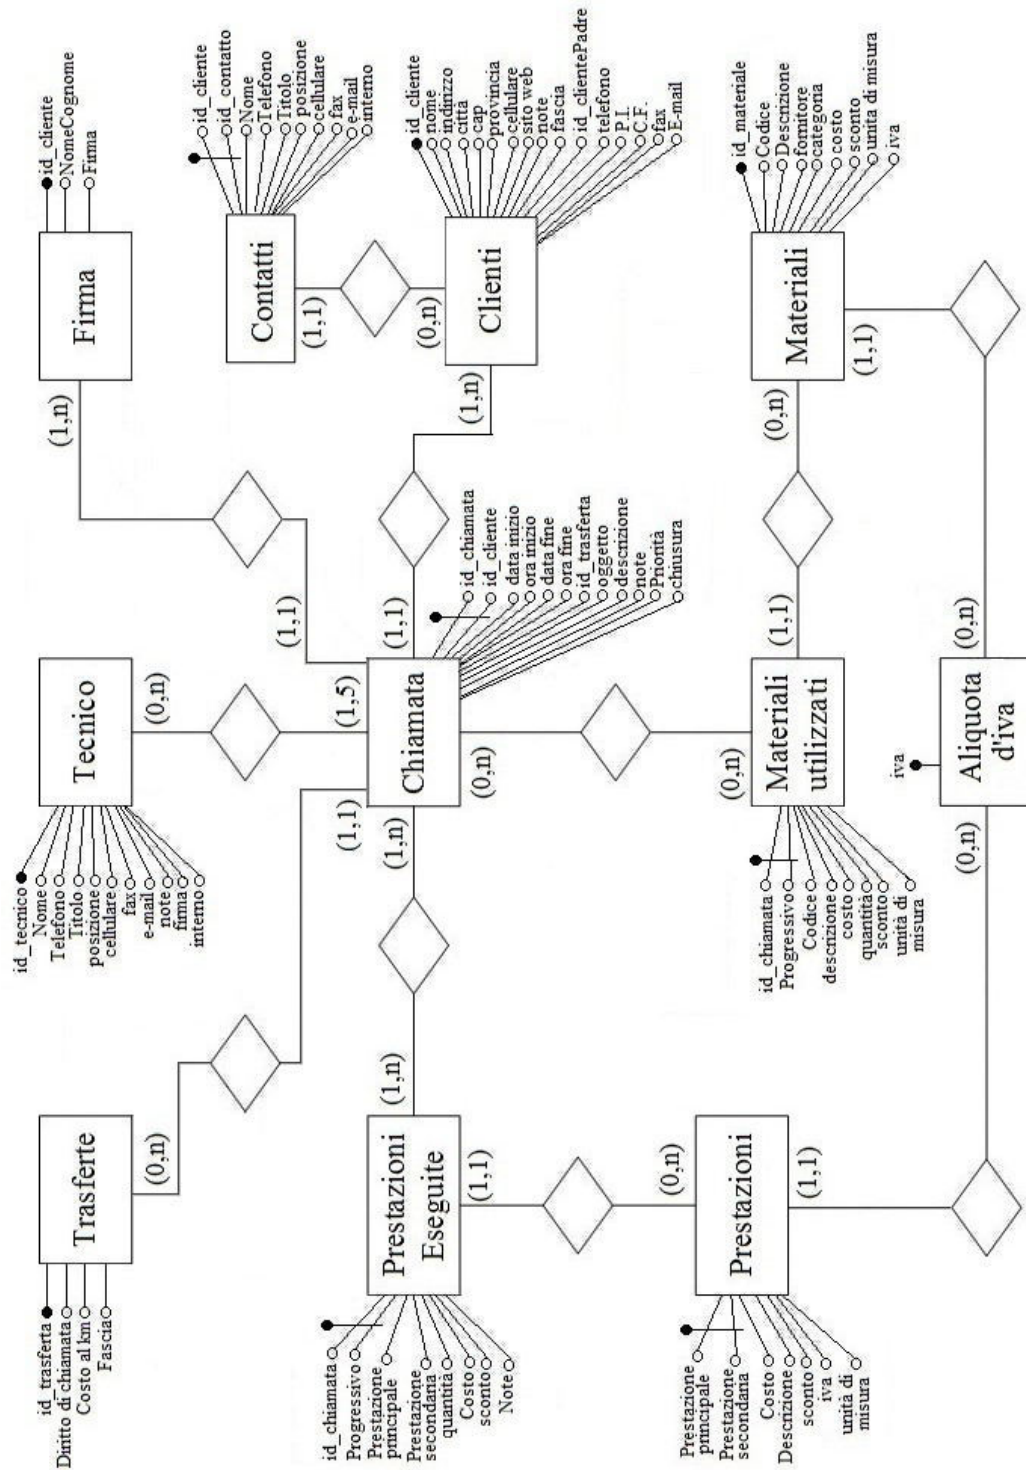 id_trasferta
Diritto di chiamata
Costo al km
Fascia
Trasferte
(0,n)
id_tecnico
Nome
Telefono
Titolo
posizione
cellulare
fax
e-mail
note
firma
interno
Tecnico
(0,n)
Firma
(1,n)
id_cliente
NomeCognome
Firma
Contatti
(1,1)
id_cliente
id_contatto
Nome
Telefono
Titolo
posizione
cellulare
fax
e-mail
interno
Clienti
(0,n)
(1,n)
id_cliente
nome
indirizzo
città
cap
provincia
cellulare
sito web
note
fascia
id_clientePadre
telefono
P.I.
C.F.
fax
E-mail
id_chiamata
Progressivo
Prestazione
principale
Prestazione
secondaria
quantità
Costo
sconto
Note
Prestazioni
Eseguite
(1,n)
(1,1)
Chiamata
(1,1)
(1,n)
(1,5)
(0,n)
(1,1)
(1,1)
id_chiamata
id_cliente
data inizio
ora inizio
data fine
ora fine
id_trasferta
oggetto
descrizione
note
Priorità
chiusura
Prestazione
principale
Prestazione
secondaria
Costo
Descrizione
sconto
iva
unità di
misura
Prestazioni
(0,n)
(1,1)
id_chiamata
Progressivo
Codice
descrizione
costo
quantità
sconto
unità di
misura
Materiali
utilizzati
(0,n)
(1,1)
Materiali
(0,n)
(1,1)
id_materiale
Codice
Descrizione
fornitore
categoria
costo
sconto
unita di misura
iva
iva
Aliquota
d'iva
(0,n)
(0,n)